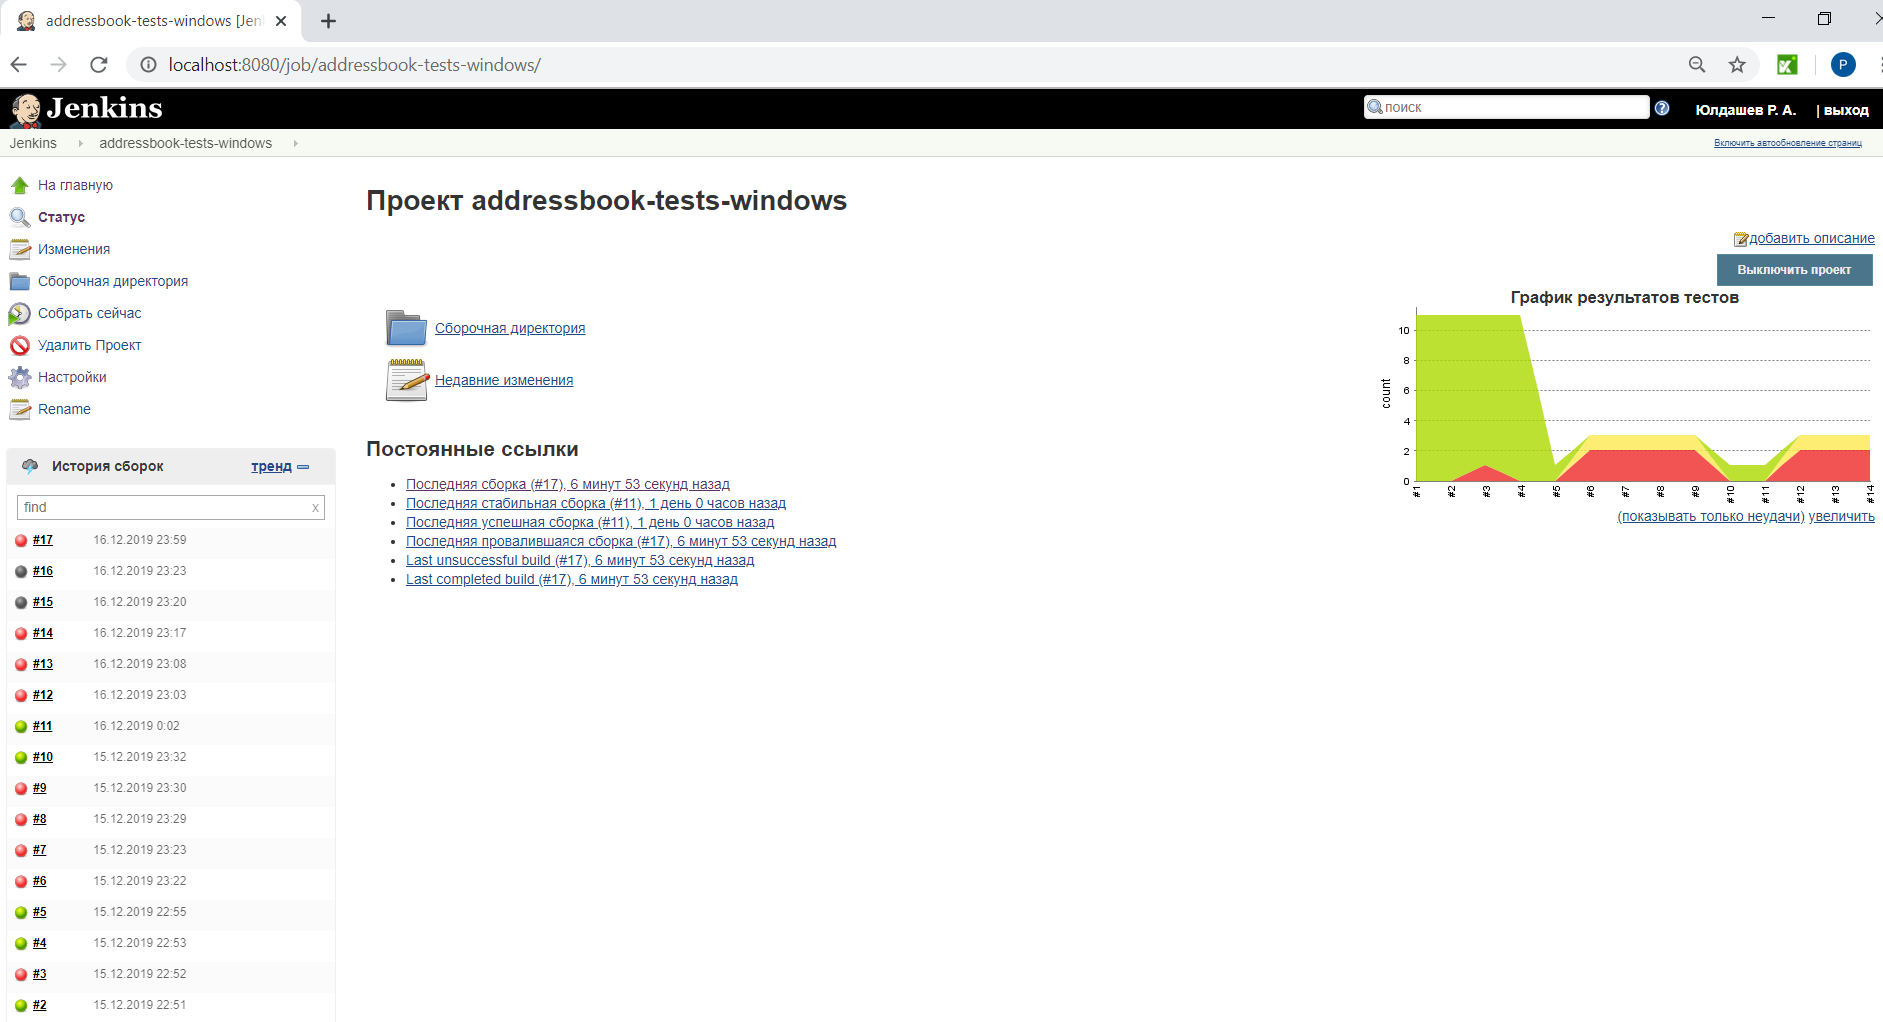 addressbook-tests-windows [Jen
localhost:8080/job/addressbook-tests-windows/
P
Jenkins
поиск
Юлдашев Р. А.
| выход
Jenkins
addressbook-tests-windows
Включить автообновление страниц
На главную
Статус
Изменения
Сборочная директория
Собрать сейчас
Удалить Проект
Настройки
Rename
История сборок
тренд
find
x
#17 16.12.2019 23:59
#16 16.12.2019 23:23
#15 16.12.2019 23:20
#14 16.12.2019 23:17
#13 16.12.2019 23:08
#12 16.12.2019 23:03
#11 16.12.2019 0:02
#10 15.12.2019 23:32
#9 15.12.2019 23:30
#8 15.12.2019 23:29
#7 15.12.2019 23:23
#6 15.12.2019 23:22
#5 15.12.2019 22:55
#4 15.12.2019 22:53
#3 15.12.2019 22:52
#2 15.12.2019 22:51
Проект addressbook-tests-windows
добавить описание
Выключить проект
Сборочная директория
Недавние изменения
Постоянные ссылки
Последняя сборка (#17), 6 минут 53 секунд назад
Последняя стабильная сборка (#11), 1 день 0 часов назад
Последняя успешная сборка (#11), 1 день 0 часов назад
Последняя провалившаяся сборка (#17), 6 минут 53 секунд назад
Last unsuccessful build (#17), 6 минут 53 секунд назад
Last completed build (#17), 6 минут 53 секунд назад
График результатов тестов
count
10
8
6
4
2
0
#1 #2 #3 #4 #5 #6 #7 #8 #9 #10 #11 #12 #13 #14
(показывать только неудачи) увеличить